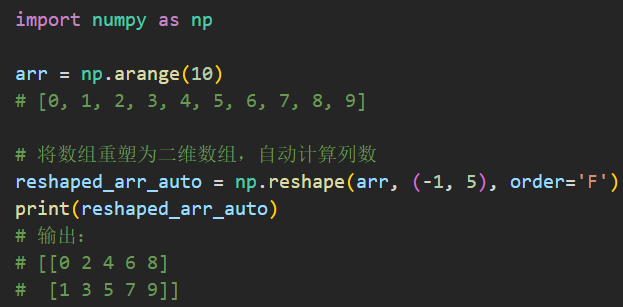 import numpy as np
arr = np.arange(10)
# [0, 1, 2, 3, 4, 5, 6, 7, 8, 9]
# 将数组重塑为二维数组，自动计算列数
reshaped_arr_auto = np.reshape(arr, (-1, 5), order='F')
print(reshaped_arr_auto)
# 输出：
# [[0 2 4 6 8]
#  [1 3 5 7 9]]